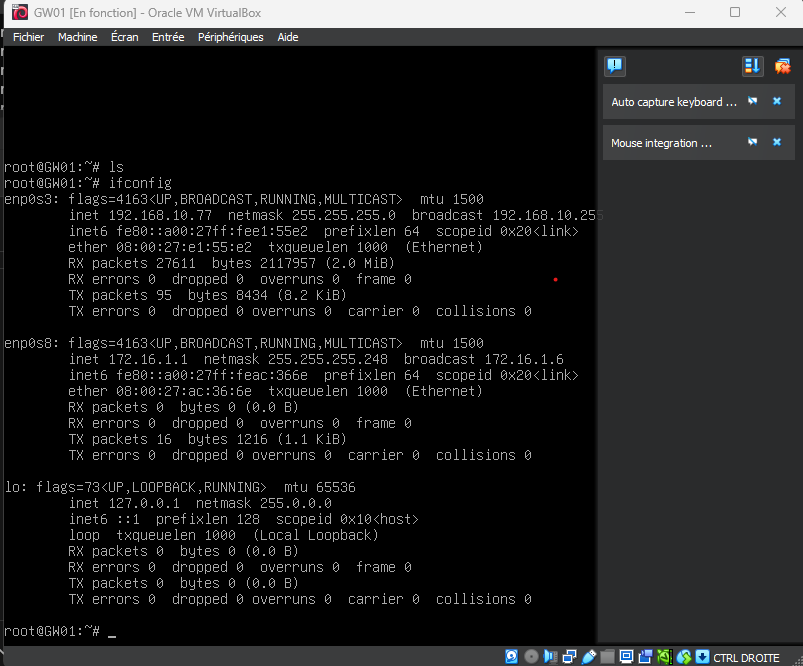 GW01 [En fonction] - Oracle VM VirtualBox
Fichier Machine Écran Entrée Périphériques Aide
Auto capture keyboard ...
Mouse integration ...
root@GW01:~# ls
root@GW01:~# ifconfig
enp0s3: flags=4163<UP,BROADCAST,RUNNING,MULTICAST> mtu 1500
inet 192.168.10.77 netmask 255.255.255.0 broadcast 192.168.10.255
inet6 fe80::a00:27ff:fee1:55e2 prefixlen 64 scopeid 0x20<link>
ether 08:00:27:e1:55:e2 txqueuelen 1000 (Ethernet)
RX packets 27611 bytes 2117957 (2.0 MiB)
RX errors 0 dropped 0 overruns 0 frame 0
TX packets 95 bytes 8434 (8.2 KiB)
TX errors 0 dropped 0 overruns 0 carrier 0 collisions 0
enp0s8: flags=4163<UP,BROADCAST,RUNNING,MULTICAST> mtu 1500
inet 172.16.1.1 netmask 255.255.255.248 broadcast 172.16.1.6
inet6 fe80::a00:27ff:feac:366e prefixlen 64 scopeid 0x20<link>
ether 08:00:27:ac:36:6e txqueuelen 1000 (Ethernet)
RX packets 0 bytes 0 (0.0 B)
RX errors 0 dropped 0 overruns 0 frame 0
TX packets 16 bytes 1216 (1.1 KiB)
TX errors 0 dropped 0 overruns 0 carrier 0 collisions 0
lo: flags=73<UP,LOOPBACK,RUNNING> mtu 65536
inet 127.0.0.1 netmask 255.0.0.0
inet6 ::1 prefixlen 128 scopeid 0x10<host>
loop txqueuelen 1000 (Local Loopback)
RX packets 0 bytes 0 (0.0 B)
RX errors 0 dropped 0 overruns 0 frame 0
TX packets 0 bytes 0 (0.0 B)
TX errors 0 dropped 0 overruns 0 carrier 0 collisions 0
root@GW01:~# _
CTRL DROITE